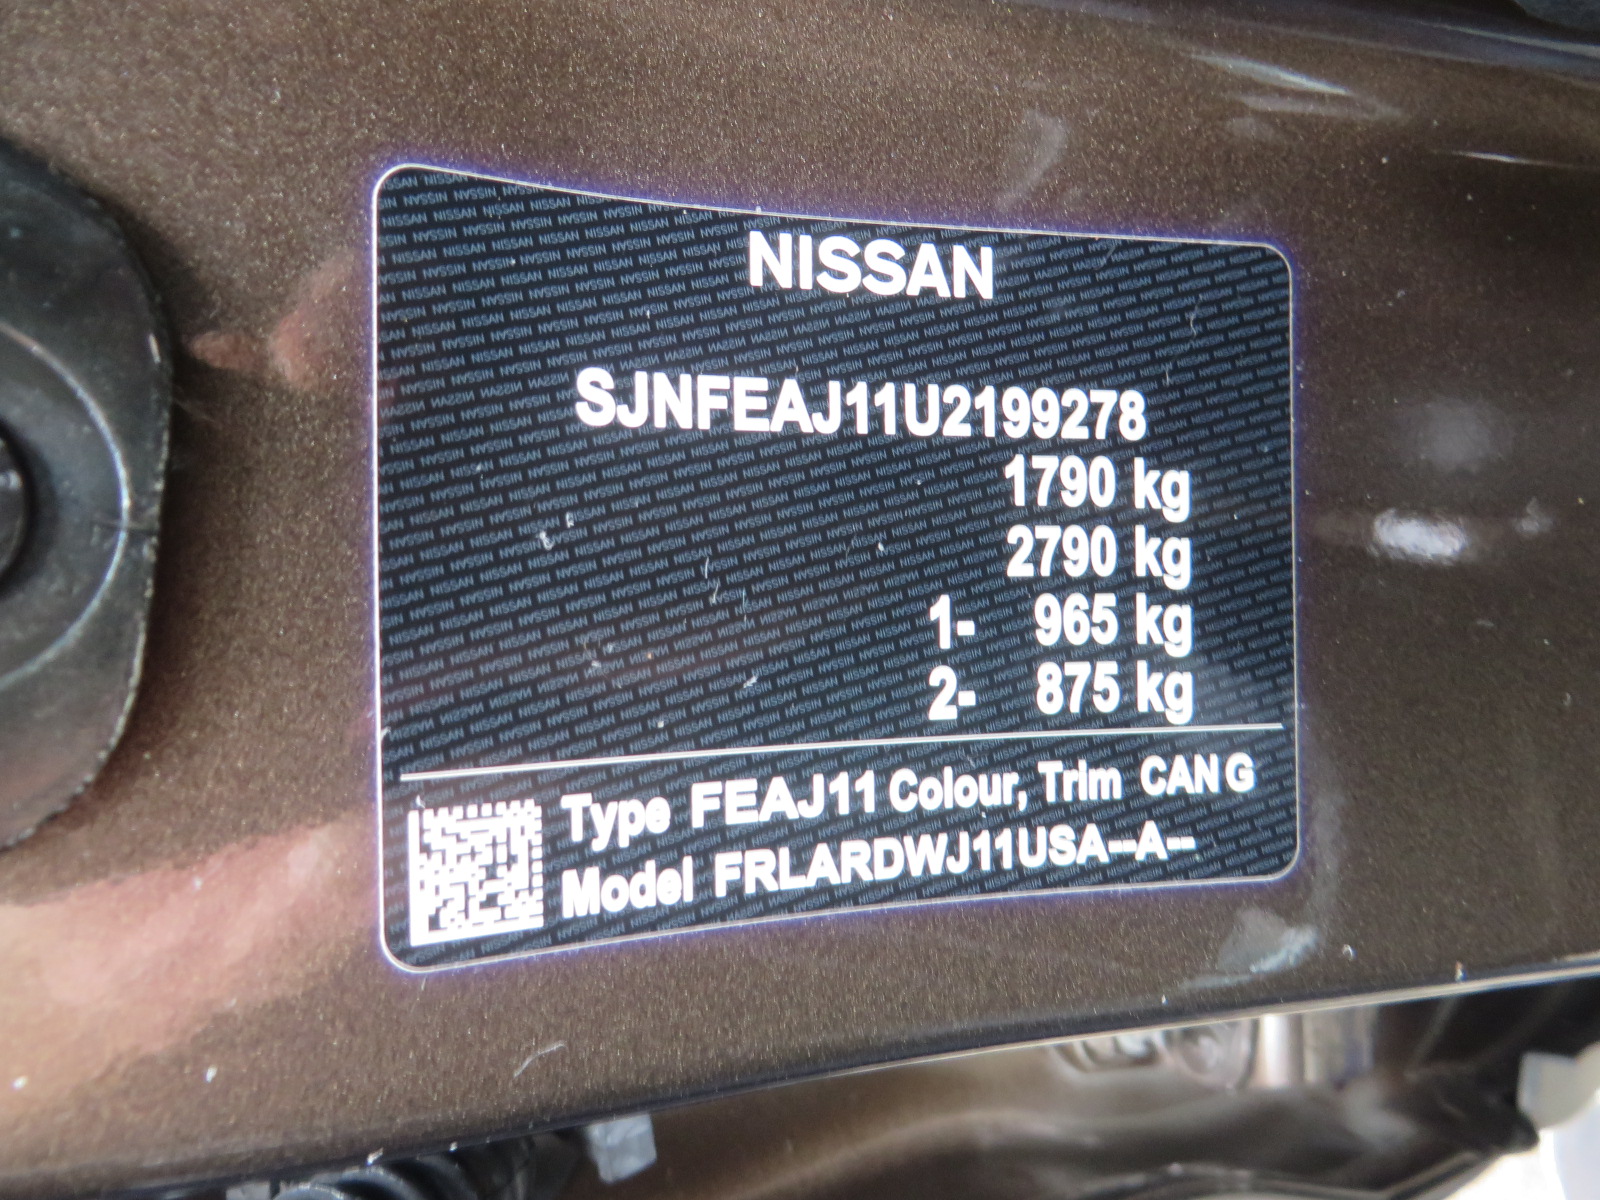 NISSAN
SJNFEAJ11U2199278
1790 kg
2790 kg
1- 965 kg
2- 875 kg
Type FEAJ11 Colour, Trim CAN G
Model FRLARDWJ11USA--A--